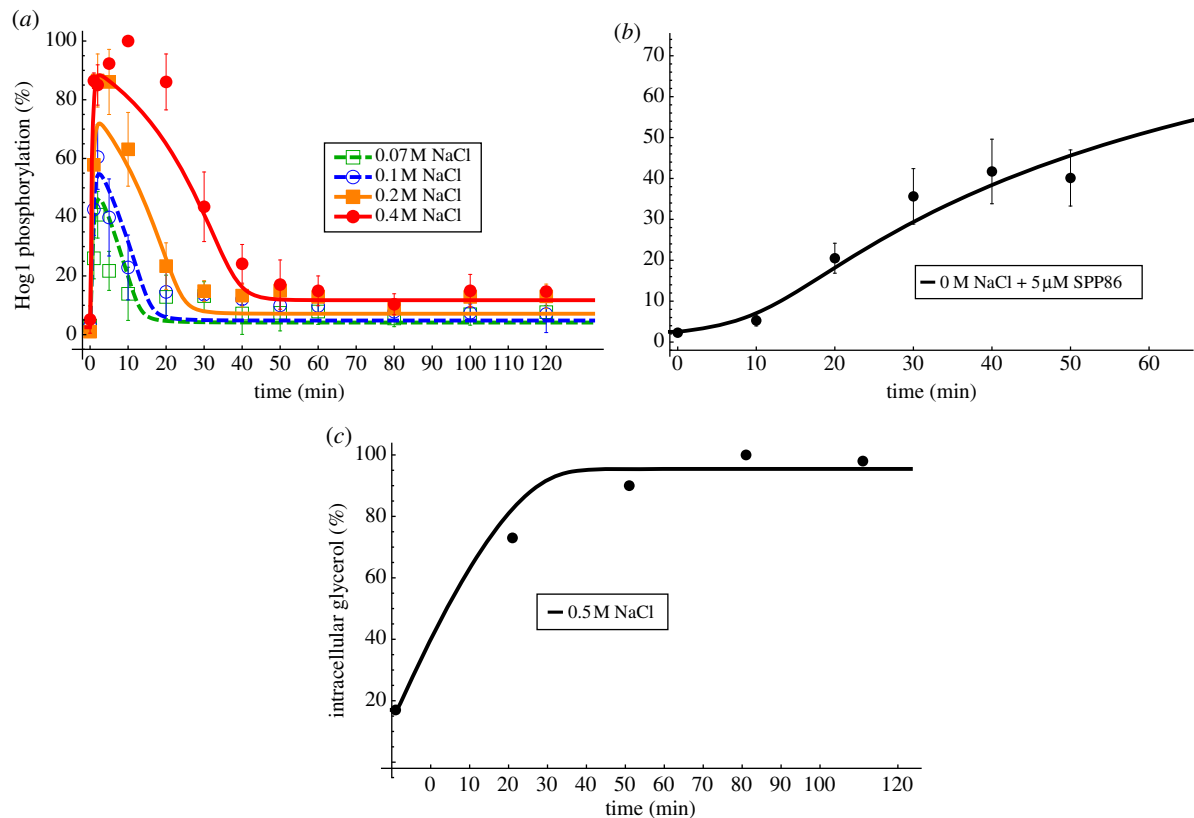 (a)
100
80
60
40
20
0
Hog1 phosphorylation (%)
0.07 M NaCl
0.1 M NaCl
0.2 M NaCl
0.4 M NaCl
0 10 20 30 40 50 60 70 80 90 100 120
time (min)
(b)
70
60
50
40
30
20
10
0
0 M NaCl + 5 µM SPP86
0 10 20 30 40 50 60
time (min)
(c)
100
80
60
40
20
intracellular glycerol (%)
0.5 M NaCl
0 10 20 30 40 50 60 70 80 90 100 120
time (min)